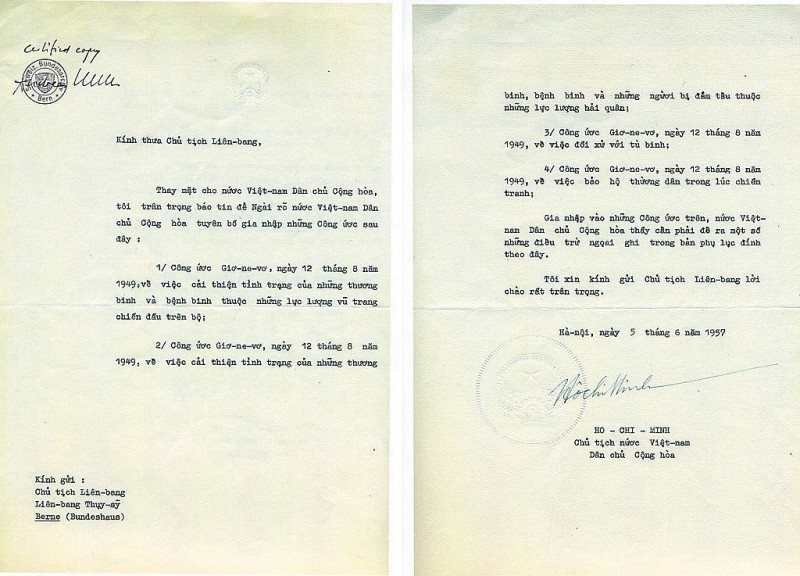 certified copy
Schweiz. Bundesarchiv
Bern
Kính thưa Chủ tịch Liên-bang,
Thay mặt cho nước Việt-nam Dân chủ Cộng hòa,
tôi trân trọng báo tin để Ngài rõ nước Việt-nam Dân
chủ Cộng hòa tuyên bố gia nhập những Công ước sau
đây :
1/ Công ước Giơ-ne-vơ, ngày 12 tháng 8 năm
1949,về việc cải thiện tình trạng của những thương
binh và bệnh binh thuộc những lực lượng vũ trang
chiến đấu trên bộ;
2/ Công ước Giơ-ne-vơ, ngày 12 tháng 8 năm
1949, về việc cải thiện tình trạng của những thương
Kính gửi :
Chủ tịch Liên-bang
Liên-bang Thụy-sỹ
Berne (Bundeshaus)
binh, bệnh binh và những người bị đắm tầu thuộc
những lực lượng hải quân;
3/ Công ước Giơ-ne-vơ, ngày 12 tháng 8 năm
1949, về việc đối xử với tù binh;
4/ Công ước Giơ-ne-vơ, ngày 12 tháng 8 năm
1949, về việc bảo hộ thường dân trong lúc chiến
tranh;
Gia nhập vào những Công ước trên, nước Việt-
nam Dân chủ Cộng hòa thấy cần phải đề ra một số
những điều trừ ngoại ghi trong bản phụ lục đính
theo đây.
Tôi xin kính gửi Chủ tịch Liên-bang lời
chào rất trân trọng.
Hà-nội, ngày 5 tháng 6 năm 1957
Hồ Chí Minh
HO - CHI - MINH
Chủ tịch nước Việt-nam
Dân chủ Cộng hòa